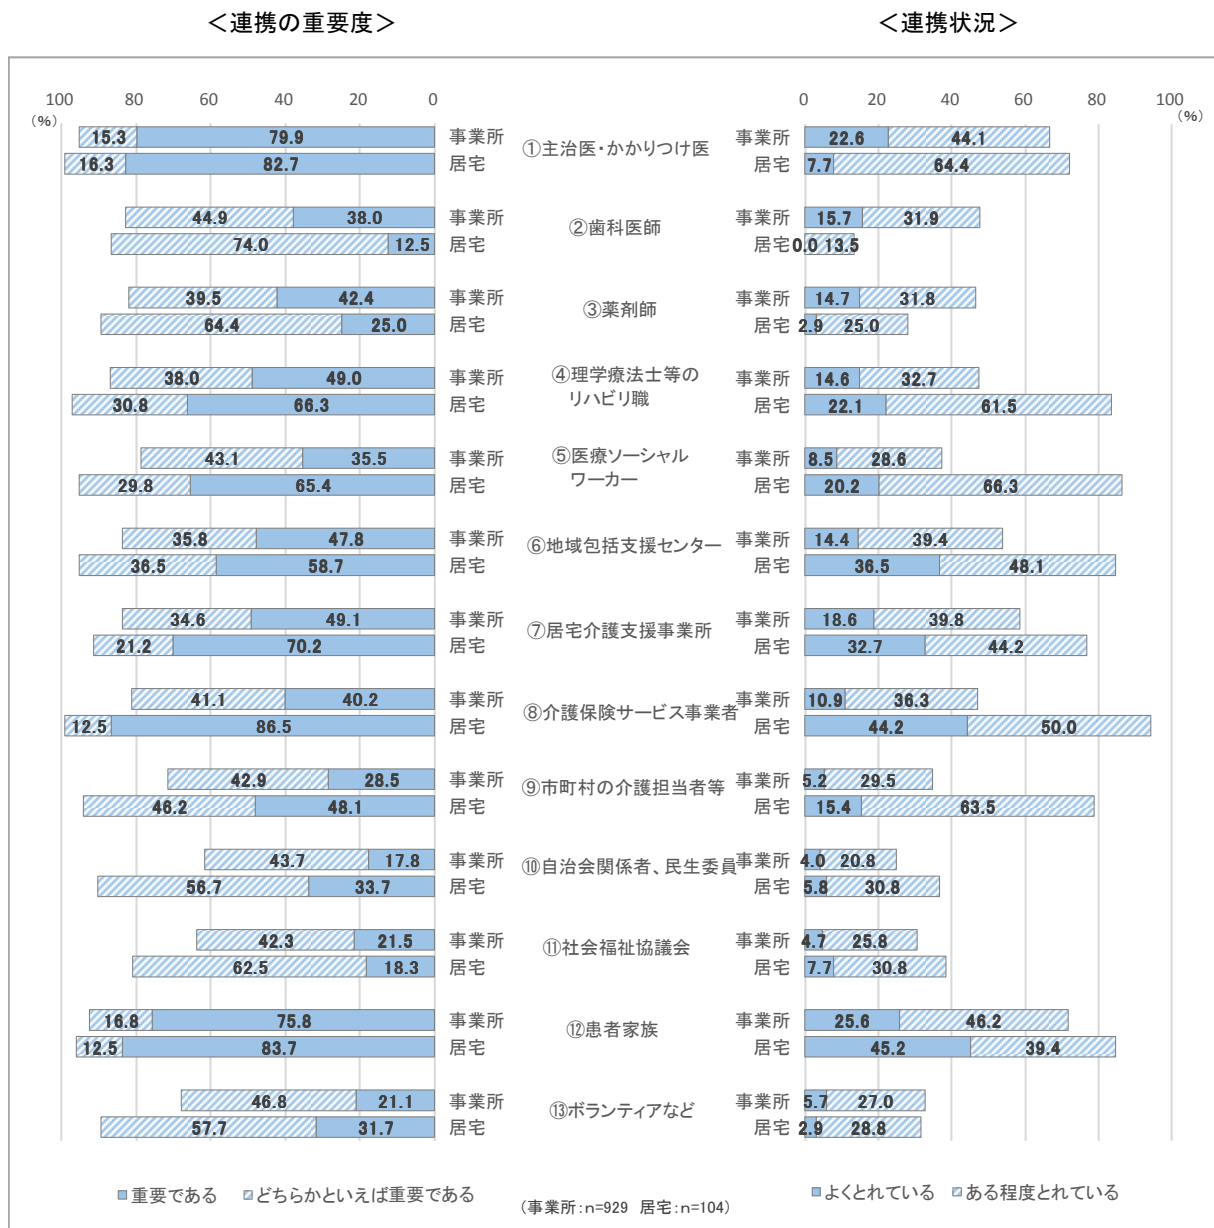 ＜連携の重要度＞ ＜連携状況＞
100 80 60 40 20 0 0 20 40 60 80 100
(%) (%)
15.3 79.9 事業所 ①主治医・かかりつけ医 事業所 22.6 44.1
16.3 82.7 居宅 居宅 7.7 64.4
44.9 38.0 事業所 ②歯科医師 事業所 15.7 31.9
74.0 12.5 居宅 居宅 0.0 13.5
39.5 42.4 事業所 ③薬剤師 事業所 14.7 31.8
64.4 25.0 居宅 居宅 2.9 25.0
38.0 49.0 事業所 ④理学療法士等の 事業所 14.6 32.7
30.8 66.3 居宅 リハビリ職 居宅 22.1 61.5
43.1 35.5 事業所 ⑤医療ソーシャル 事業所 8.5 28.6
29.8 65.4 居宅 ワーカー 居宅 20.2 66.3
35.8 47.8 事業所 ⑥地域包括支援センター 事業所 14.4 39.4
36.5 58.7 居宅 居宅 36.5 48.1
34.6 49.1 事業所 ⑦居宅介護支援事業所 事業所 18.6 39.8
21.2 70.2 居宅 居宅 32.7 44.2
41.1 40.2 事業所 ⑧介護保険サービス事業者 事業所 10.9 36.3
12.5 86.5 居宅 居宅 44.2 50.0
42.9 28.5 事業所 ⑨市町村の介護担当者等 事業所 5.2 29.5
46.2 48.1 居宅 居宅 15.4 63.5
43.7 17.8 事業所 ⑩自治会関係者、民生委員 事業所 4.0 20.8
56.7 33.7 居宅 居宅 5.8 30.8
42.3 21.5 事業所 ⑪社会福祉協議会 事業所 4.7 25.8
62.5 18.3 居宅 居宅 7.7 30.8
16.8 75.8 事業所 ⑫患者家族 事業所 25.6 46.2
12.5 83.7 居宅 居宅 45.2 39.4
46.8 21.1 事業所 ⑬ボランティアなど 事業所 5.7 27.0
57.7 31.7 居宅 居宅 2.9 28.8
重要である どちらかといえば重要である (事業所：n=929 居宅：n=104) よくとれている ある程度とれている